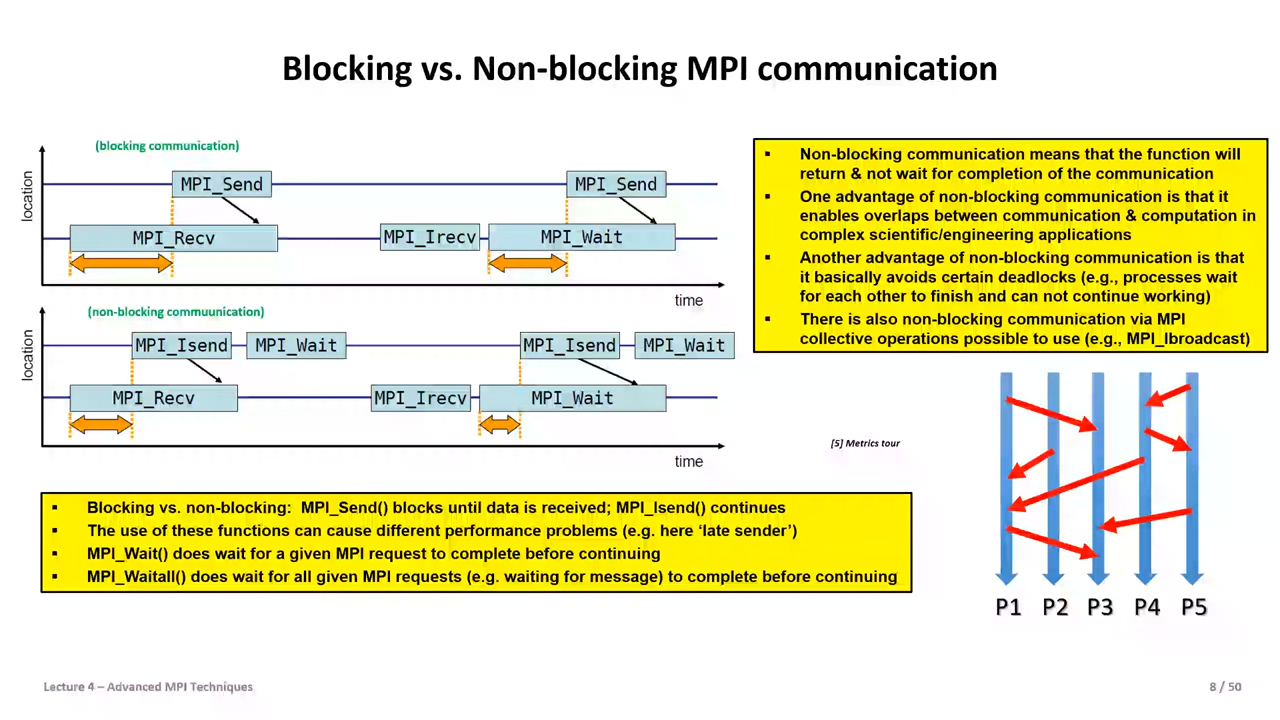 Blocking vs. Non-blocking MPI communication
(blocking communication)
location
MPI_Send
MPI_Send
MPI_Recv
MPI_Irecv
MPI_Wait
time
(non-blocking commuunication)
location
MPI_Isend
MPI_Wait
MPI_Isend
MPI_Wait
MPI_Recv
MPI_Irecv
MPI_Wait
time
▪ Non-blocking communication means that the function will
return & not wait for completion of the communication
▪ One advantage of non-blocking communication is that it
enables overlaps between communication & computation in
complex scientific/engineering applications
▪ Another advantage of non-blocking communication is that
it basically avoids certain deadlocks (e.g., processes wait
for each other to finish and can not continue working)
▪ There is also non-blocking communication via MPI
collective operations possible to use (e.g., MPI_Ibroadcast)
[5] Metrics tour
▪ Blocking vs. non-blocking: MPI_Send() blocks until data is received; MPI_Isend() continues
▪ The use of these functions can cause different performance problems (e.g. here ‘late sender’)
▪ MPI_Wait() does wait for a given MPI request to complete before continuing
▪ MPI_Waitall() does wait for all given MPI requests (e.g. waiting for message) to complete before continuing
P1 P2 P3 P4 P5
Lecture 4 – Advanced MPI Techniques
8 / 50